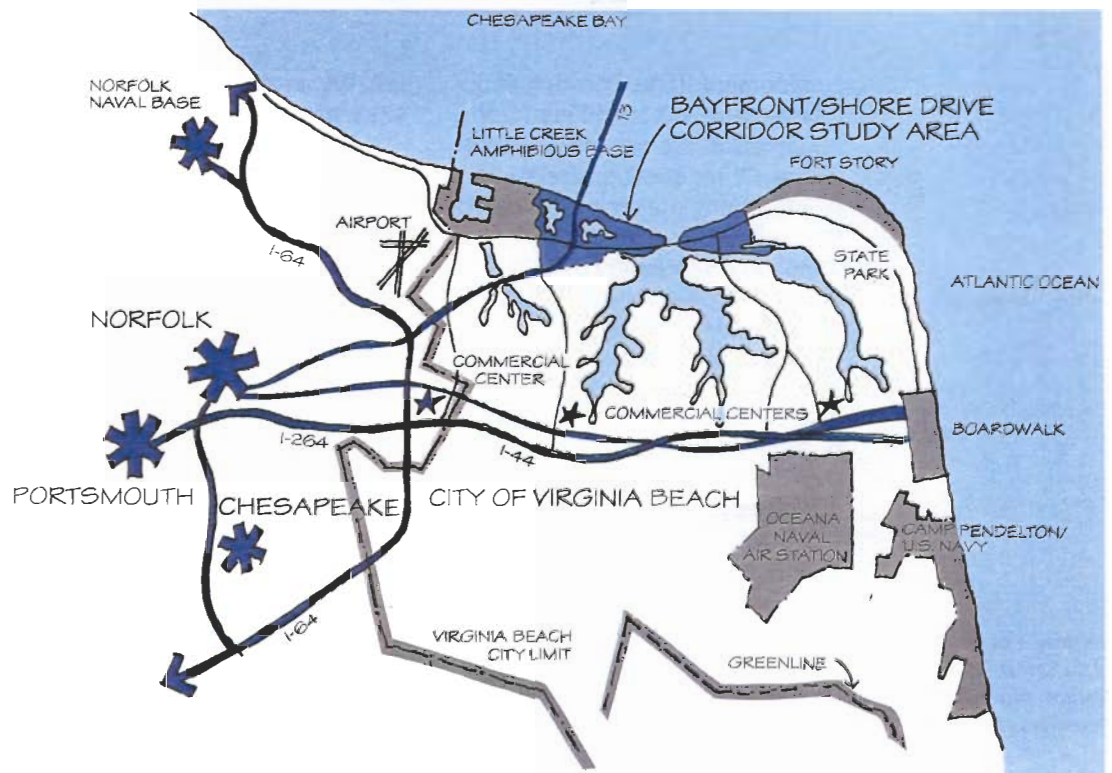 CHESAPEAKE BAY
NORFOLK
NAVAL BASE
13
BAYFRONT/SHORE DRIVE
CORRIDOR STUDY AREA
LITTLE CREEK
AMPHIBIOUS BASE
FORT STORY
AIRPORT
I-64
STATE
PARK
ATLANTIC OCEAN
NORFOLK
COMMERCIAL
CENTER
COMMERCIAL CENTERS
BOARDWALK
I-264
I-44
PORTSMOUTH
CHESAPEAKE
CITY OF VIRGINIA BEACH
OCEANA
NAVAL
AIR STATION
CAMP PENDELTON/
U.S. NAVY
I-64
VIRGINIA BEACH
CITY LIMIT
GREENLINE